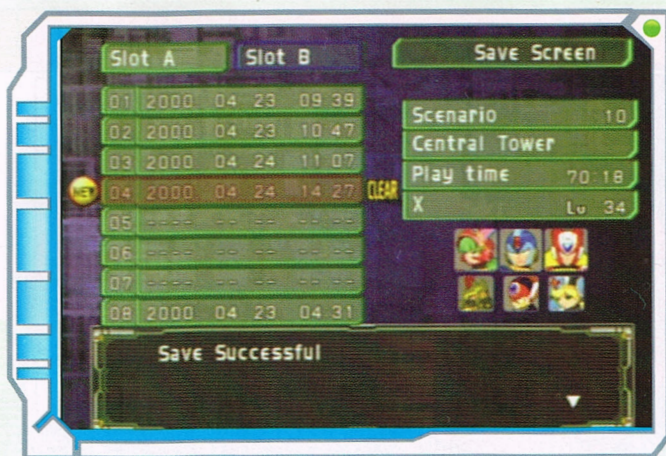 Slot A Slot B Save Screen
01 2000 04 23 09 39
02 2000 04 23 10 47
03 2000 04 24 11 07
NEW 04 2000 04 24 14 27 CLEAR
05 ---- -- -- -- --
06 ---- -- -- -- --
07 ---- -- -- -- --
08 2000 04 23 04 31
Scenario 10
Central Tower
Play time 70:18
X Lv 34
Save Successful